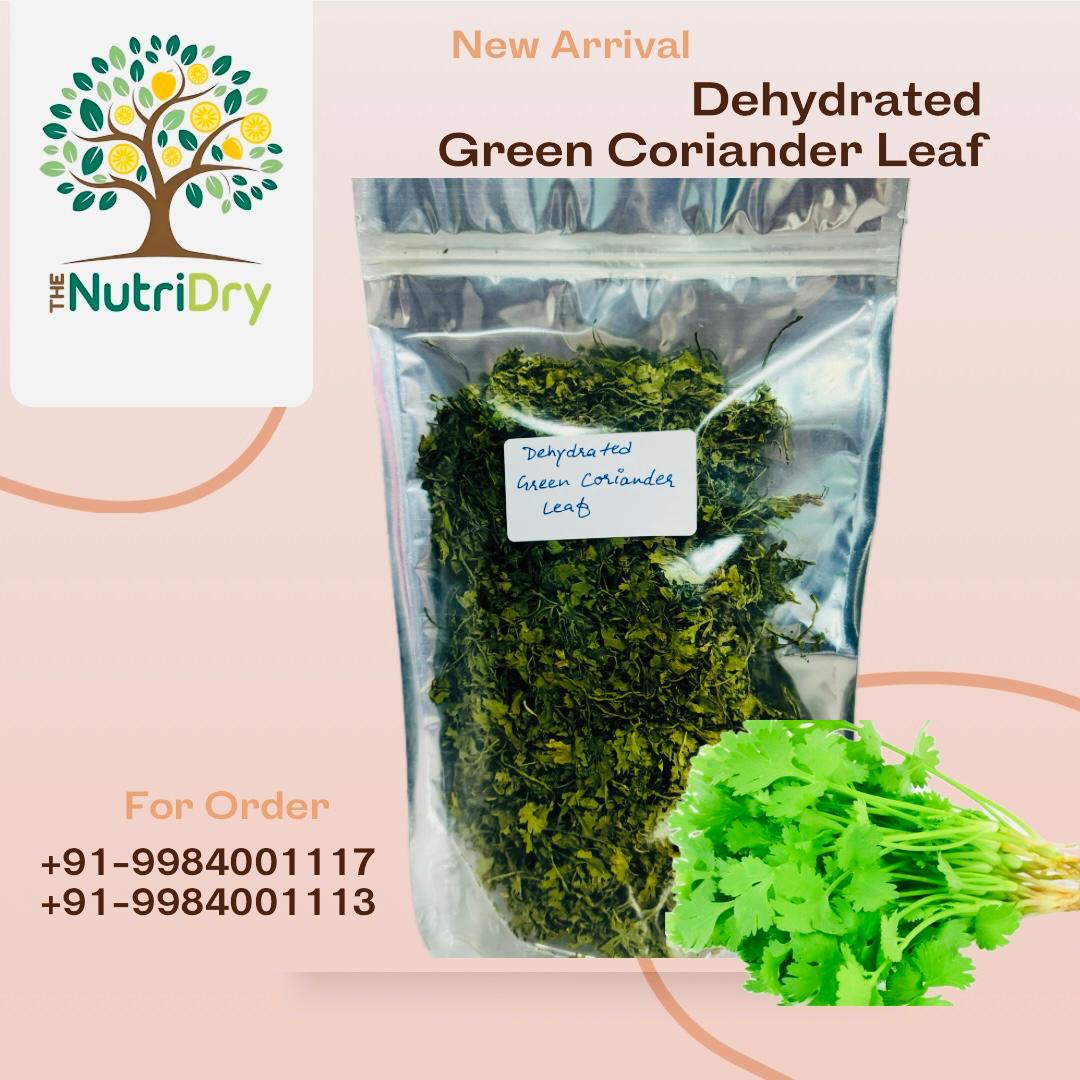 THE NutriDry
New Arrival
Dehydrated
Green Coriander Leaf
Dehydrated
Green Coriander
Leaf
For Order
+91-9984001117
+91-9984001113